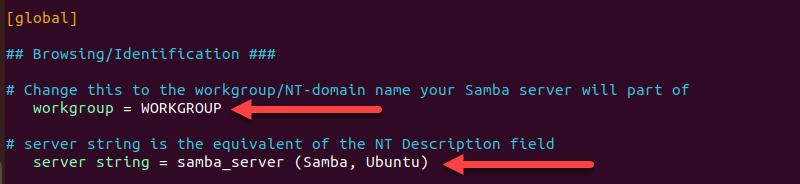 [global]
## Browsing/Identification ###
# Change this to the workgroup/NT-domain name your Samba server will part of
workgroup = WORKGROUP
# server string is the equivalent of the NT Description field
server string = samba_server (Samba, Ubuntu)